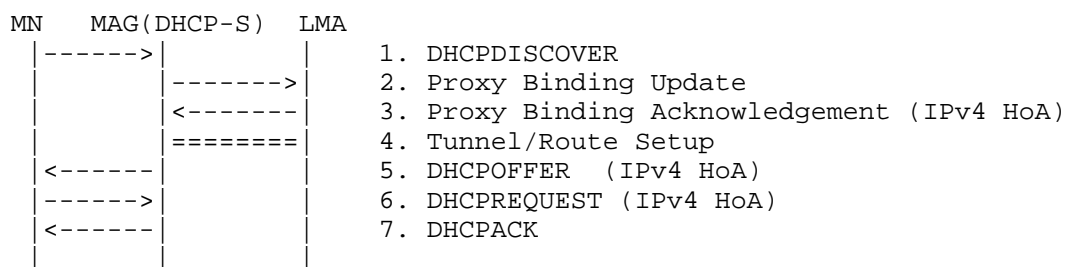 MN MAG(DHCP-S) LMA
|------>| | 1. DHCPDISCOVER
| |------->| 2. Proxy Binding Update
| |<-------| 3. Proxy Binding Acknowledgement (IPv4 HoA)
| |========| 4. Tunnel/Route Setup
|<------| | 5. DHCPOFFER (IPv4 HoA)
|------>| | 6. DHCPREQUEST (IPv4 HoA)
|<------| | 7. DHCPACK
| | |